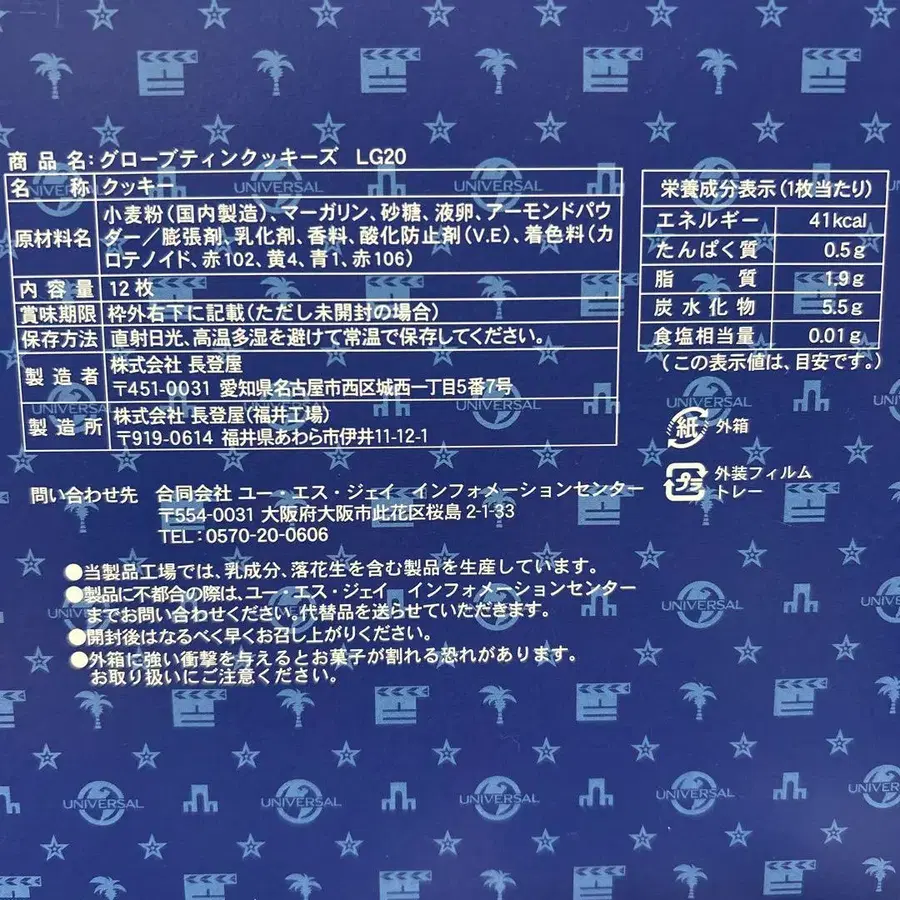 商品名:グローブティンクッキーズ LG20
名称 クッキー
原材料名 小麦粉(国内製造)、マーガリン、砂糖、液卵、アーモンドパウ
ダー/膨張剤、乳化剤、香料、酸化防止剤(V.E)、着色料(カ
ロテノイド、赤102、黄4、青1、赤106)
内容量 12枚
賞味期限 枠外右下に記載(ただし未開封の場合)
保存方法 直射日光、高温多湿を避けて常温で保存してください。
製造者 株式会社 長登屋
〒451-0031 愛知県名古屋市西区城西一丁目5番7号
製造所 株式会社 長登屋(福井工場)
〒919-0614 福井県あわら市伊井11-12-1
栄養成分表示(1枚当たり)
エネルギー 41kcal
たんぱく質 0.5g
脂質 1.9g
炭水化物 5.5g
食塩相当量 0.01g
(この表示値は、目安です。)
紙 外箱
プラ 外装フィルム
トレー
問い合わせ先 合同会社 ユー・エス・ジェイ インフォメーションセンター
〒554-0031 大阪府大阪市此花区桜島2-1-33
TEL:0570-20-0606
●当製品工場では、乳成分、落花生を含む製品を生産しています。
●製品に不都合の際は、ユー・エス・ジェイ インフォメーションセンター
までお問い合わせください。代替品を送らせていただきます。
●開封後はなるべく早くお召し上がりください。
●外箱に強い衝撃を与えるとお菓子が割れる恐れがあります。
お取り扱いにご注意ください。
UNIVERSAL UNIVERSAL UNIVERSAL UNIVERSAL